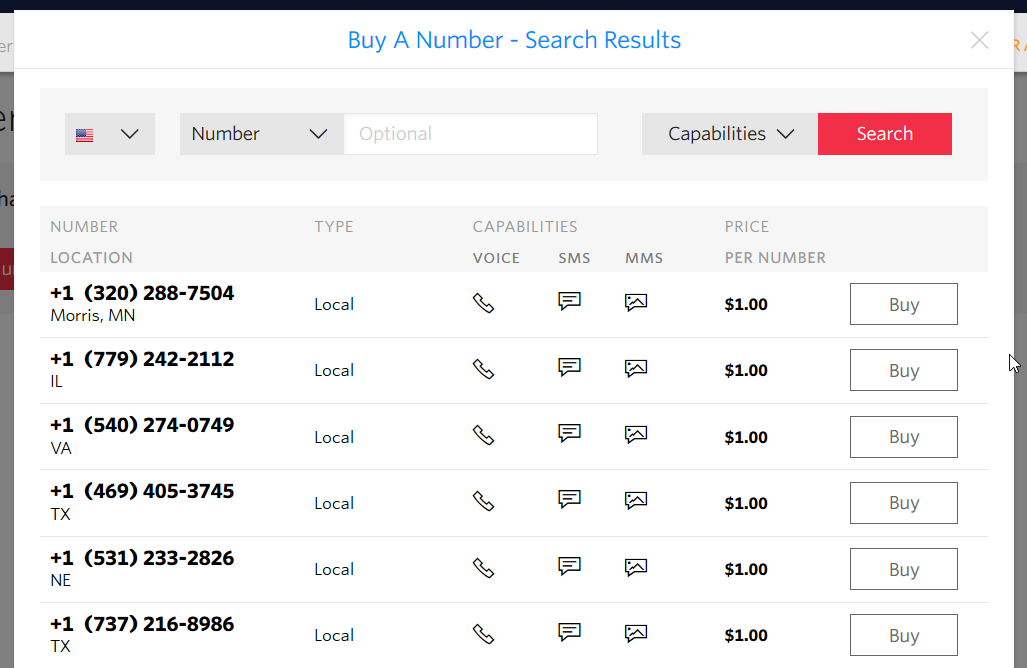 Buy A Number - Search Results
Number Optional Capabilities Search
NUMBER TYPE CAPABILITIES PRICE
LOCATION VOICE SMS MMS PER NUMBER
+1 (320) 288-7504
Morris, MN
Local $1.00 Buy
+1 (779) 242-2112
IL
Local $1.00 Buy
+1 (540) 274-0749
VA
Local $1.00 Buy
+1 (469) 405-3745
TX
Local $1.00 Buy
+1 (531) 233-2826
NE
Local $1.00 Buy
+1 (737) 216-8986
TX
Local $1.00 Buy